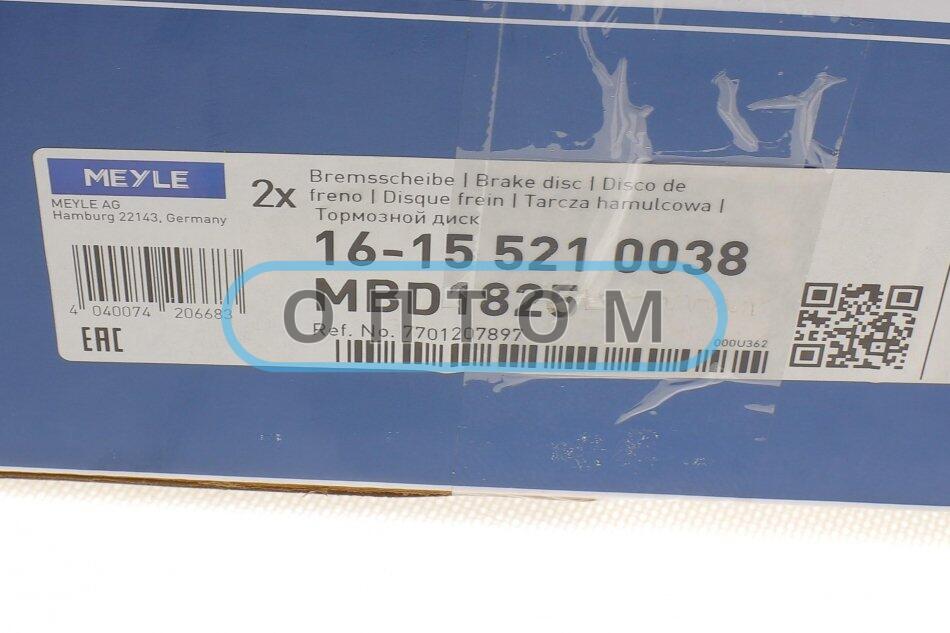 MEYLE
MEYLE AG
Hamburg 22143, Germany
2x
Bremsscheibe | Brake disc | Disco de
freno | Disque frein | Tarcza hamulcowa |
Тормозной диск
16-15 521 0038
MBD1825
Ref. No. 7701207897
4 040074 206683
EAC
000U362
ОПТОМ